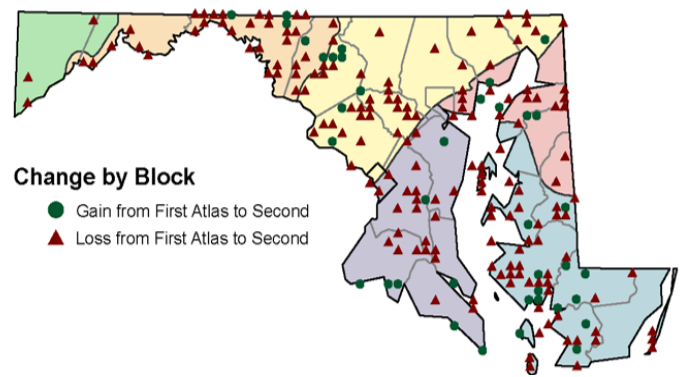 Change by Block
Gain from First Atlas to Second
Loss from First Atlas to Second